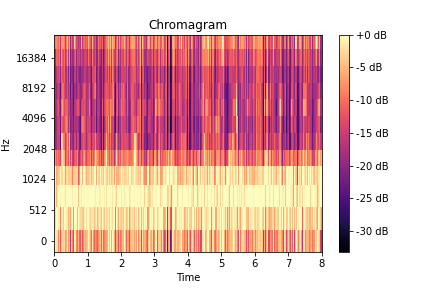 Chromagram
+0 dB
16384
-5 dB
8192
-10 dB
4096
-15 dB
Hz
2048
-20 dB
1024
-25 dB
512
-30 dB
0
0 1 2 3 4 5 6 7 8
Time